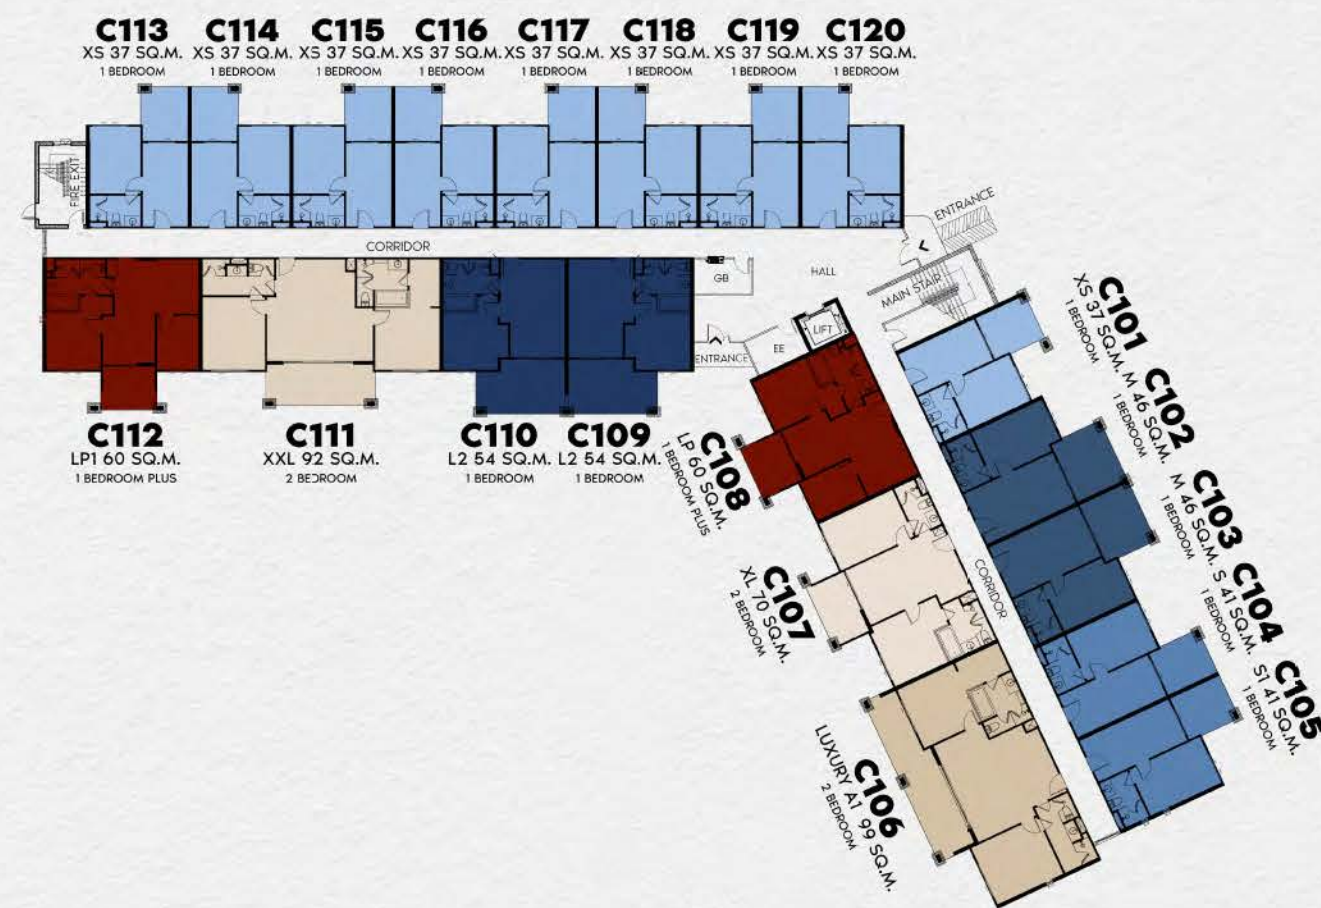 C113
XS 37 SQ.M.
1 BEDROOM
C114
XS 37 SQ.M.
1 BEDROOM
C115
XS 37 SQ.M.
1 BEDROOM
C116
XS 37 SQ.M.
1 BEDROOM
C117
XS 37 SQ.M.
1 BEDROOM
C118
XS 37 SQ.M.
1 BEDROOM
C119
XS 37 SQ.M.
1 BEDROOM
C120
XS 37 SQ.M.
1 BEDROOM
FIRE EXIT
CORRIDOR
ENTRANCE
GB
HALL
MAIN STAIR
LIFT
EE
ENTRANCE
C112
LP1 60 SQ.M.
1 BEDROOM PLUS
C111
XXL 92 SQ.M.
2 BEDROOM
C110
L2 54 SQ.M.
1 BEDROOM
C109
L2 54 SQ.M.
1 BEDROOM
C108
LP 60 SQ.M.
1 BEDROOM PLUS
C107
XL 70 SQ.M.
2 BEDROOM
C106
LUXURY A1 99 SQ.M.
2 BEDROOM
CORRIDOR
C101
XS 37 SQ.M.
1 BEDROOM
C102
M 46 SQ.M.
1 BEDROOM
C103
M 46 SQ.M.
1 BEDROOM
C104
S 41 SQ.M.
1 BEDROOM
C105
S1 41 SQ.M.
1 BEDROOM